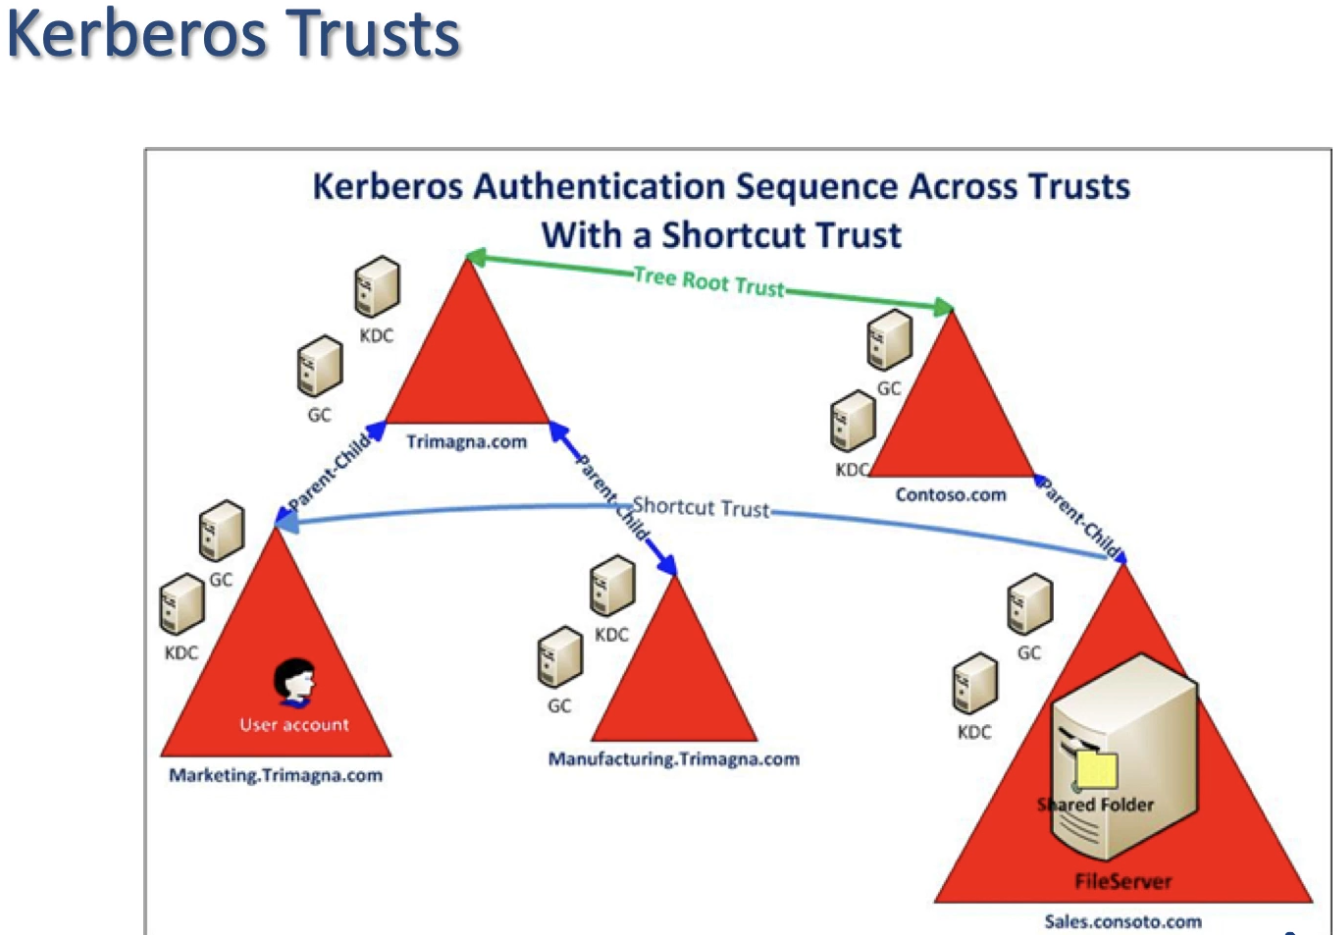 Kerberos Trusts
Kerberos Authentication Sequence Across Trusts
With a Shortcut Trust
Tree Root Trust
KDC
GC
Trimagna.com
GC
KDC
Contoso.com
Parent-Child
Parent-Child
Parent-Child
Shortcut Trust
GC
KDC
User account
Marketing.Trimagna.com
KDC
GC
Manufacturing.Trimagna.com
GC
KDC
Shared Folder
FileServer
Sales.consoto.com